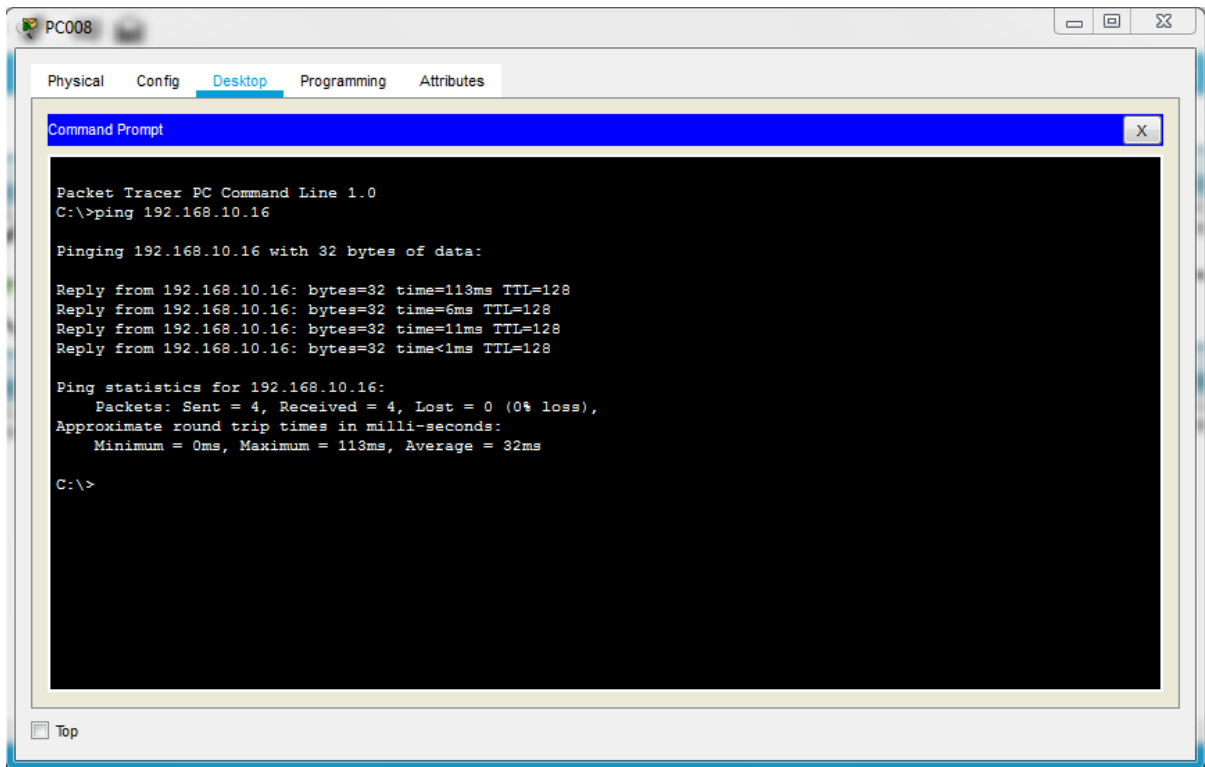 PC008
Physical Config Desktop Programming Attributes
Command Prompt
X
Packet Tracer PC Command Line 1.0
C:\>ping 192.168.10.16
Pinging 192.168.10.16 with 32 bytes of data:
Reply from 192.168.10.16: bytes=32 time=113ms TTL=128
Reply from 192.168.10.16: bytes=32 time=6ms TTL=128
Reply from 192.168.10.16: bytes=32 time=11ms TTL=128
Reply from 192.168.10.16: bytes=32 time<1ms TTL=128
Ping statistics for 192.168.10.16:
Packets: Sent = 4, Received = 4, Lost = 0 (0% loss),
Approximate round trip times in milli-seconds:
Minimum = 0ms, Maximum = 113ms, Average = 32ms
C:\>
Top